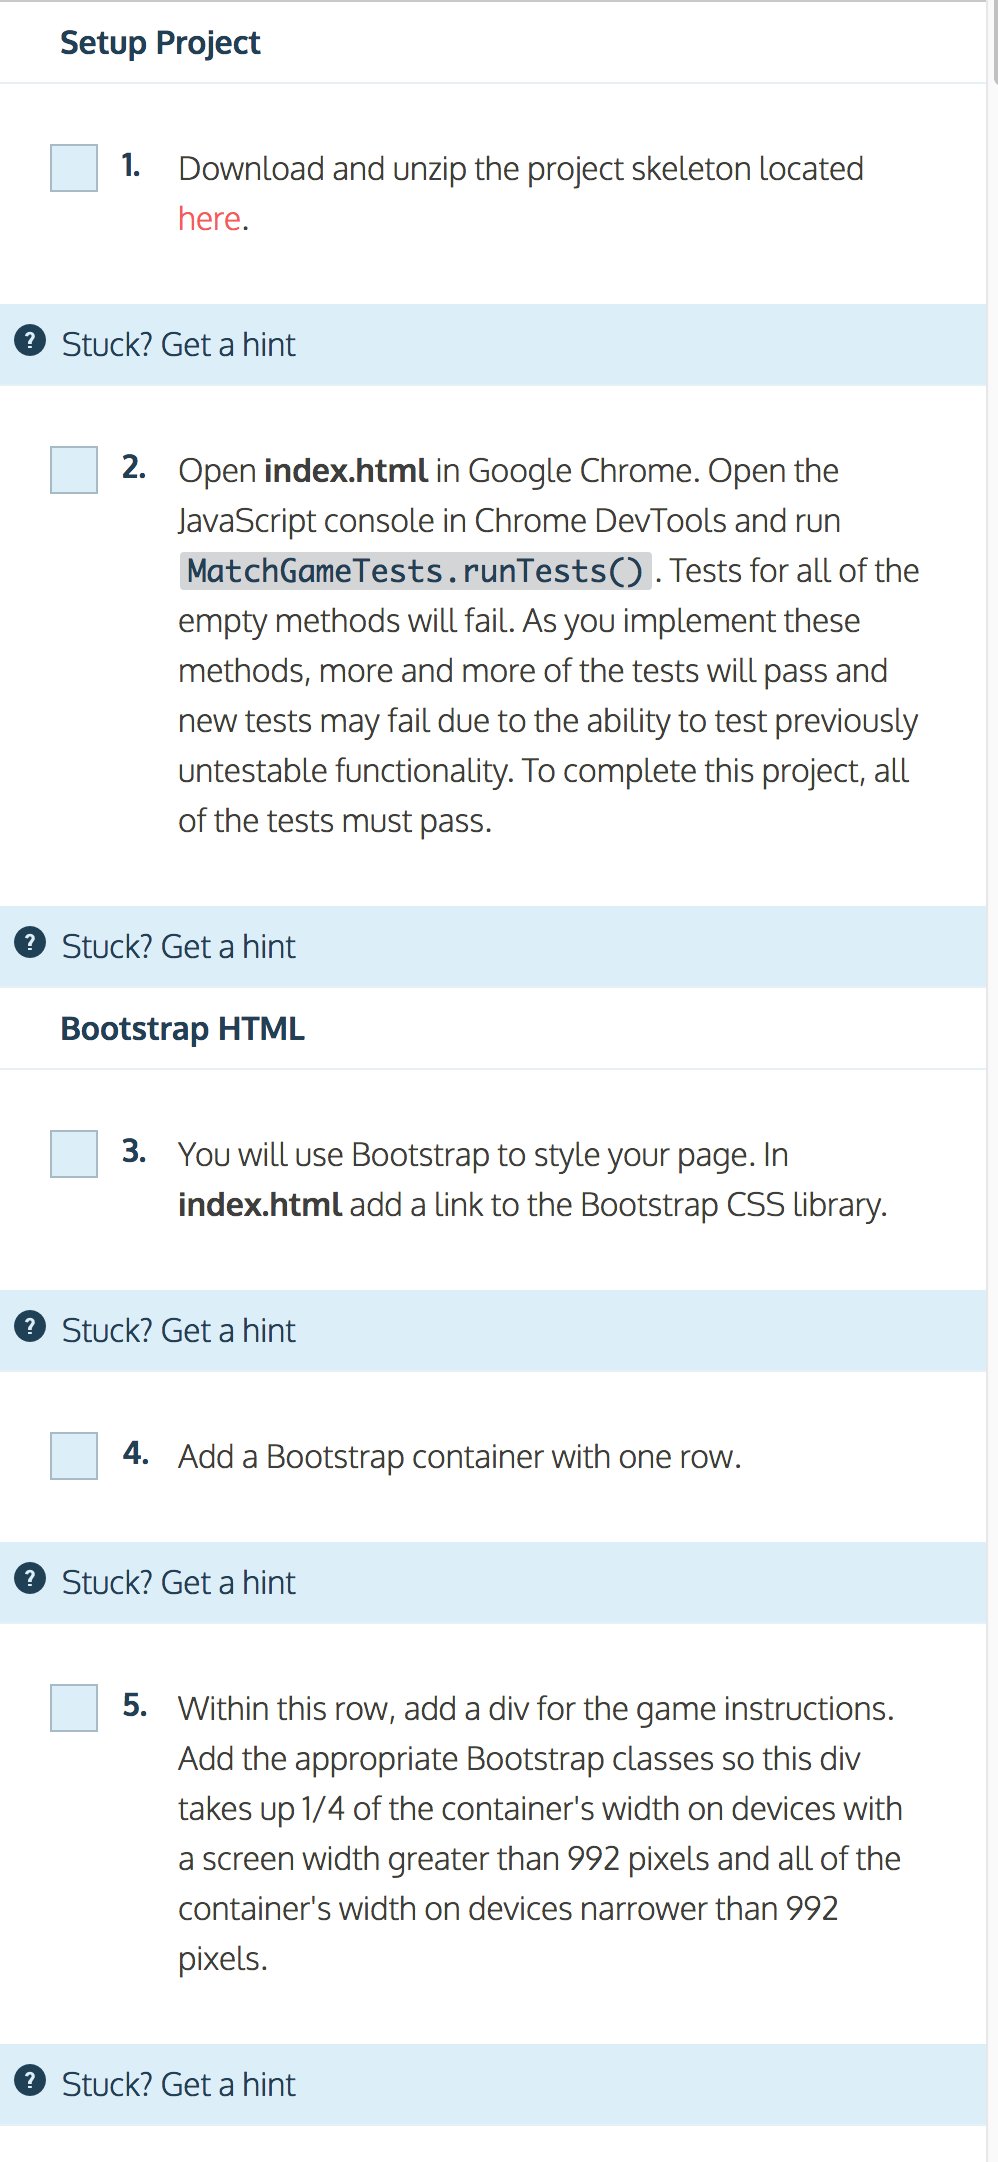 Setup Project
1. Download and unzip the project skeleton located
here.
? Stuck? Get a hint
2. Open index.html in Google Chrome. Open the
JavaScript console in Chrome DevTools and run
MatchGameTests.runTests() . Tests for all of the
empty methods will fail. As you implement these
methods, more and more of the tests will pass and
new tests may fail due to the ability to test previously
untestable functionality. To complete this project, all
of the tests must pass.
? Stuck? Get a hint
Bootstrap HTML
3. You will use Bootstrap to style your page. In
index.html add a link to the Bootstrap CSS library.
? Stuck? Get a hint
4. Add a Bootstrap container with one row.
? Stuck? Get a hint
5. Within this row, add a div for the game instructions.
Add the appropriate Bootstrap classes so this div
takes up 1/4 of the container's width on devices with
a screen width greater than 992 pixels and all of the
container's width on devices narrower than 992
pixels.
? Stuck? Get a hint